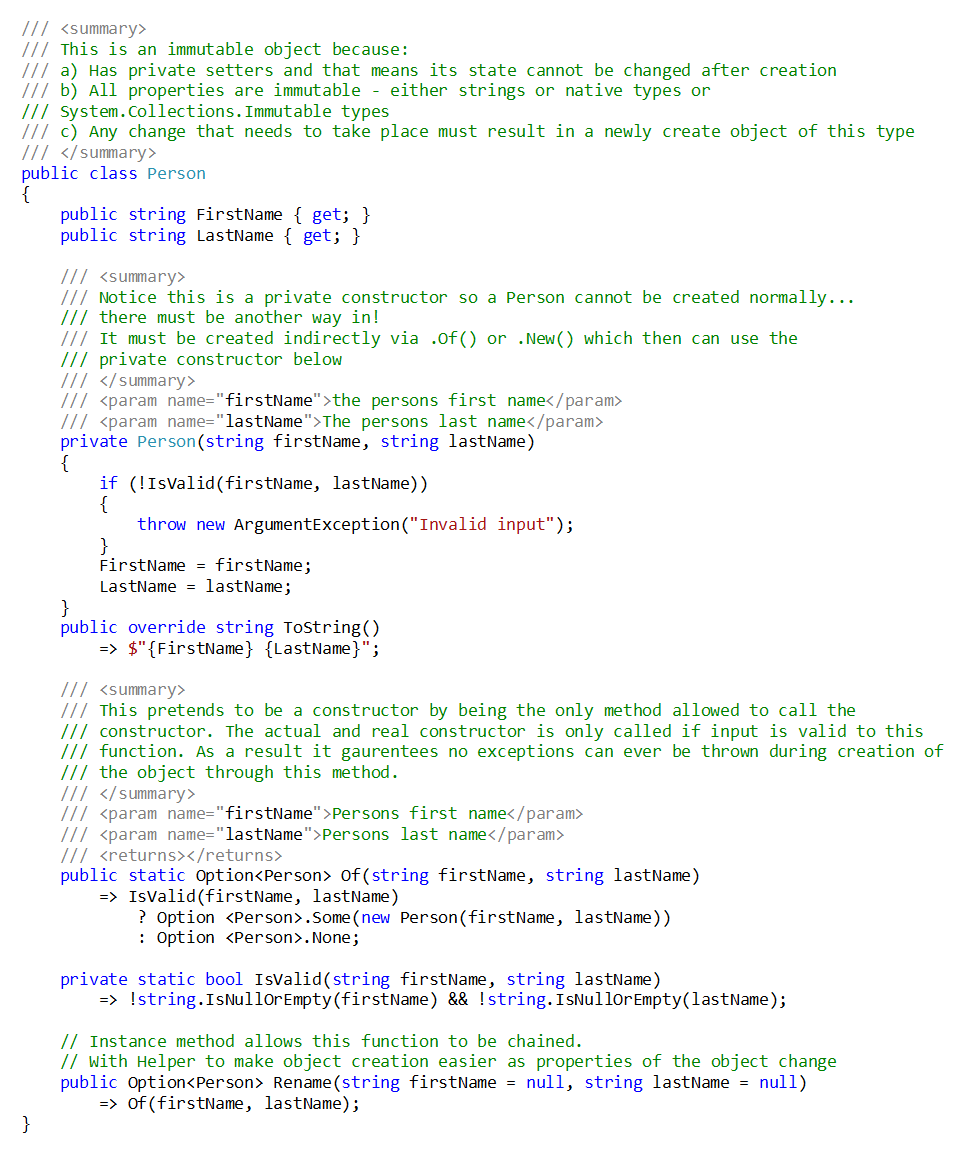 /// <summary>
/// This is an immutable object because:
/// a) Has private setters and that means its state cannot be changed after creation
/// b) All properties are immutable - either strings or native types or
/// System.Collections.Immutable types
/// c) Any change that needs to take place must result in a newly create object of this type
/// </summary>
public class Person
{
    public string FirstName { get; }
    public string LastName { get; }

    /// <summary>
    /// Notice this is a private constructor so a Person cannot be created normally...
    /// there must be another way in!
    /// It must be created indirectly via .Of() or .New() which then can use the
    /// private constructor below
    /// </summary>
    /// <param name="firstName">the persons first name</param>
    /// <param name="lastName">The persons last name</param>
    private Person(string firstName, string lastName)
    {
        if (!IsValid(firstName, lastName))
        {
            throw new ArgumentException("Invalid input");
        }
        FirstName = firstName;
        LastName = lastName;
    }
    public override string ToString()
        => $"{FirstName} {LastName}";

    /// <summary>
    /// This pretends to be a constructor by being the only method allowed to call the
    /// constructor. The actual and real constructor is only called if input is valid to this
    /// function. As a result it gaurentees no exceptions can ever be thrown during creation of
    /// the object through this method.
    /// </summary>
    /// <param name="firstName">Persons first name</param>
    /// <param name="lastName">Persons last name</param>
    /// <returns></returns>
    public static Option<Person> Of(string firstName, string lastName)
        => IsValid(firstName, lastName)
            ? Option <Person>.Some(new Person(firstName, lastName))
            : Option <Person>.None;

    private static bool IsValid(string firstName, string lastName)
        => !string.IsNullOrEmpty(firstName) && !string.IsNullOrEmpty(lastName);

    // Instance method allows this function to be chained.
    // With Helper to make object creation easier as properties of the object change
    public Option<Person> Rename(string firstName = null, string lastName = null)
        => Of(firstName, lastName);
}